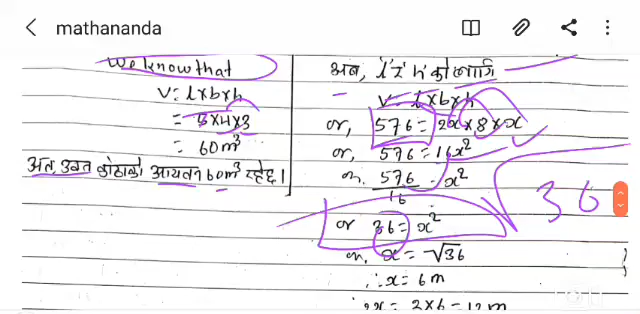 mathananda
We know that
V = l×b×h
= 5×4×3
= 60m³
अतः उक्त कोठाको आयतन 60m³ रहेछ।
अब, 'l' र 'h' को लागि
V = l×b×h
or, 576 = 2x×8×x
or, 576 = 16x²
or, 576/16 = x²
or 36 = x²
or, x = √36
∴ x = 6m
∴ 2x = 2×6 = 12m
√36